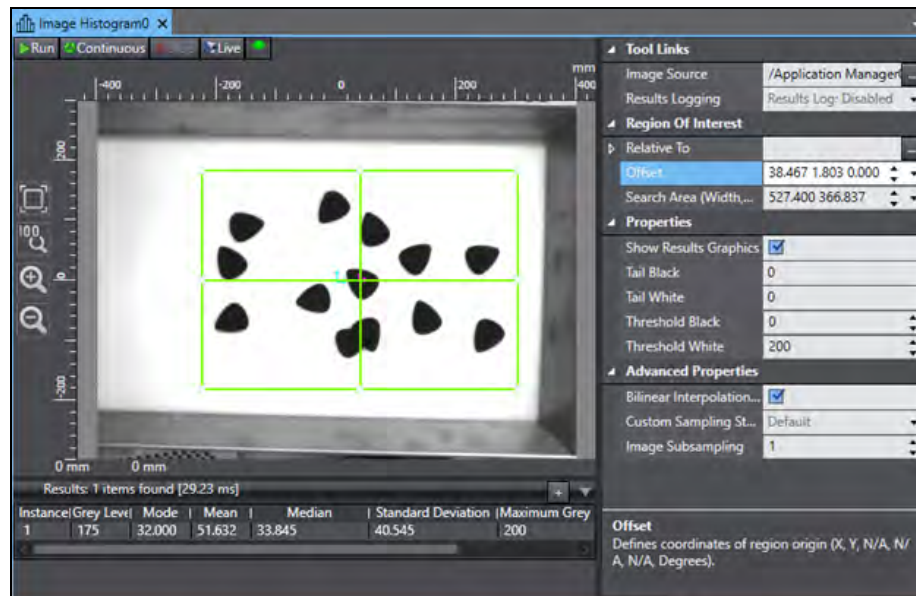 Image Histogram0 ×
Run Continuous Live
mm
-400 -200 0 200 400
200
0
-200
0 mm 0 mm
100
Results: 1 items found [29.23 ms]
+
Instance Grey Level Mode Mean Median Standard Deviation Maximum Grey
1 175 32.000 51.632 33.845 40.545 200
Tool Links
Image Source /Application Manager
Results Logging Results Log: Disabled
Region Of Interest
Relative To
Offset 38.467 1.803 0.000
Search Area (Width,... 527.400 366.837
Properties
Show Results Graphics
Tail Black 0
Tail White 0
Threshold Black 0
Threshold White 200
Advanced Properties
Bilinear Interpolation...
Custom Sampling St... Default
Image Subsampling 1
Offset
Defines coordinates of region origin (X, Y, N/A, N/
A, N/A, Degrees).